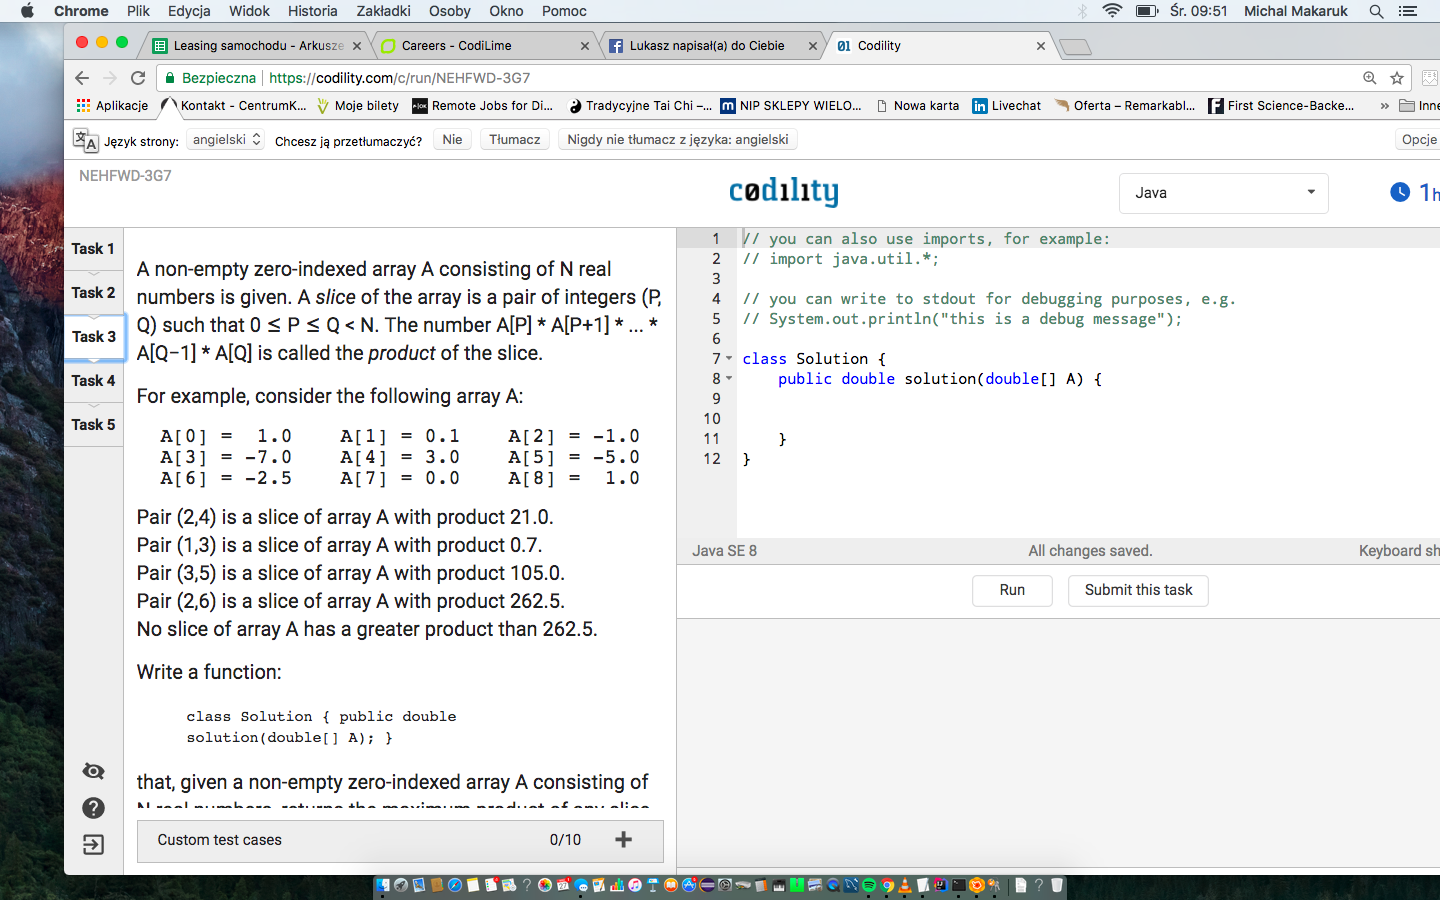 Chrome Plik Edycja Widok Historia Zakładki Osoby Okno Pomoc Śr. 09:51 Michal Makaruk
Leasing samochodu - Arkusze Careers - CodiLime Lukasz napisał(a) do Ciebie Codility
Bezpieczna https://codility.com/c/run/NEHFWD-3G7
Aplikacje Kontakt - CentrumK... Moje bilety Remote Jobs for Di... Tradycyjne Tai Chi –... NIP SKLEPY WIELO... Nowa karta Livechat Oferta – Remarkabl... First Science-Backe... » Inne
Język strony: angielski Chcesz ją przetłumaczyć? Nie Tłumacz Nigdy nie tłumacz z języka: angielski Opcje
NEHFWD-3G7
codility
Java
1h
Task 1
Task 2
Task 3
Task 4
Task 5
A non-empty zero-indexed array A consisting of N real
numbers is given. A slice of the array is a pair of integers (P,
Q) such that 0 ≤ P ≤ Q < N. The number A[P] * A[P+1] * ... *
A[Q−1] * A[Q] is called the product of the slice.
For example, consider the following array A:
A[0] = 1.0 A[1] = 0.1 A[2] = -1.0
A[3] = -7.0 A[4] = 3.0 A[5] = -5.0
A[6] = -2.5 A[7] = 0.0 A[8] = 1.0
Pair (2,4) is a slice of array A with product 21.0.
Pair (1,3) is a slice of array A with product 0.7.
Pair (3,5) is a slice of array A with product 105.0.
Pair (2,6) is a slice of array A with product 262.5.
No slice of array A has a greater product than 262.5.
Write a function:
class Solution { public double
solution(double[] A); }
that, given a non-empty zero-indexed array A consisting of
N real numbers, returns the maximum product of any slice
Custom test cases 0/10 +
1 // you can also use imports, for example:
2 // import java.util.*;
3
4 // you can write to stdout for debugging purposes, e.g.
5 // System.out.println("this is a debug message");
6
7 class Solution {
8 public double solution(double[] A) {
9
10
11 }
12 }
Java SE 8 All changes saved. Keyboard sh
Run Submit this task